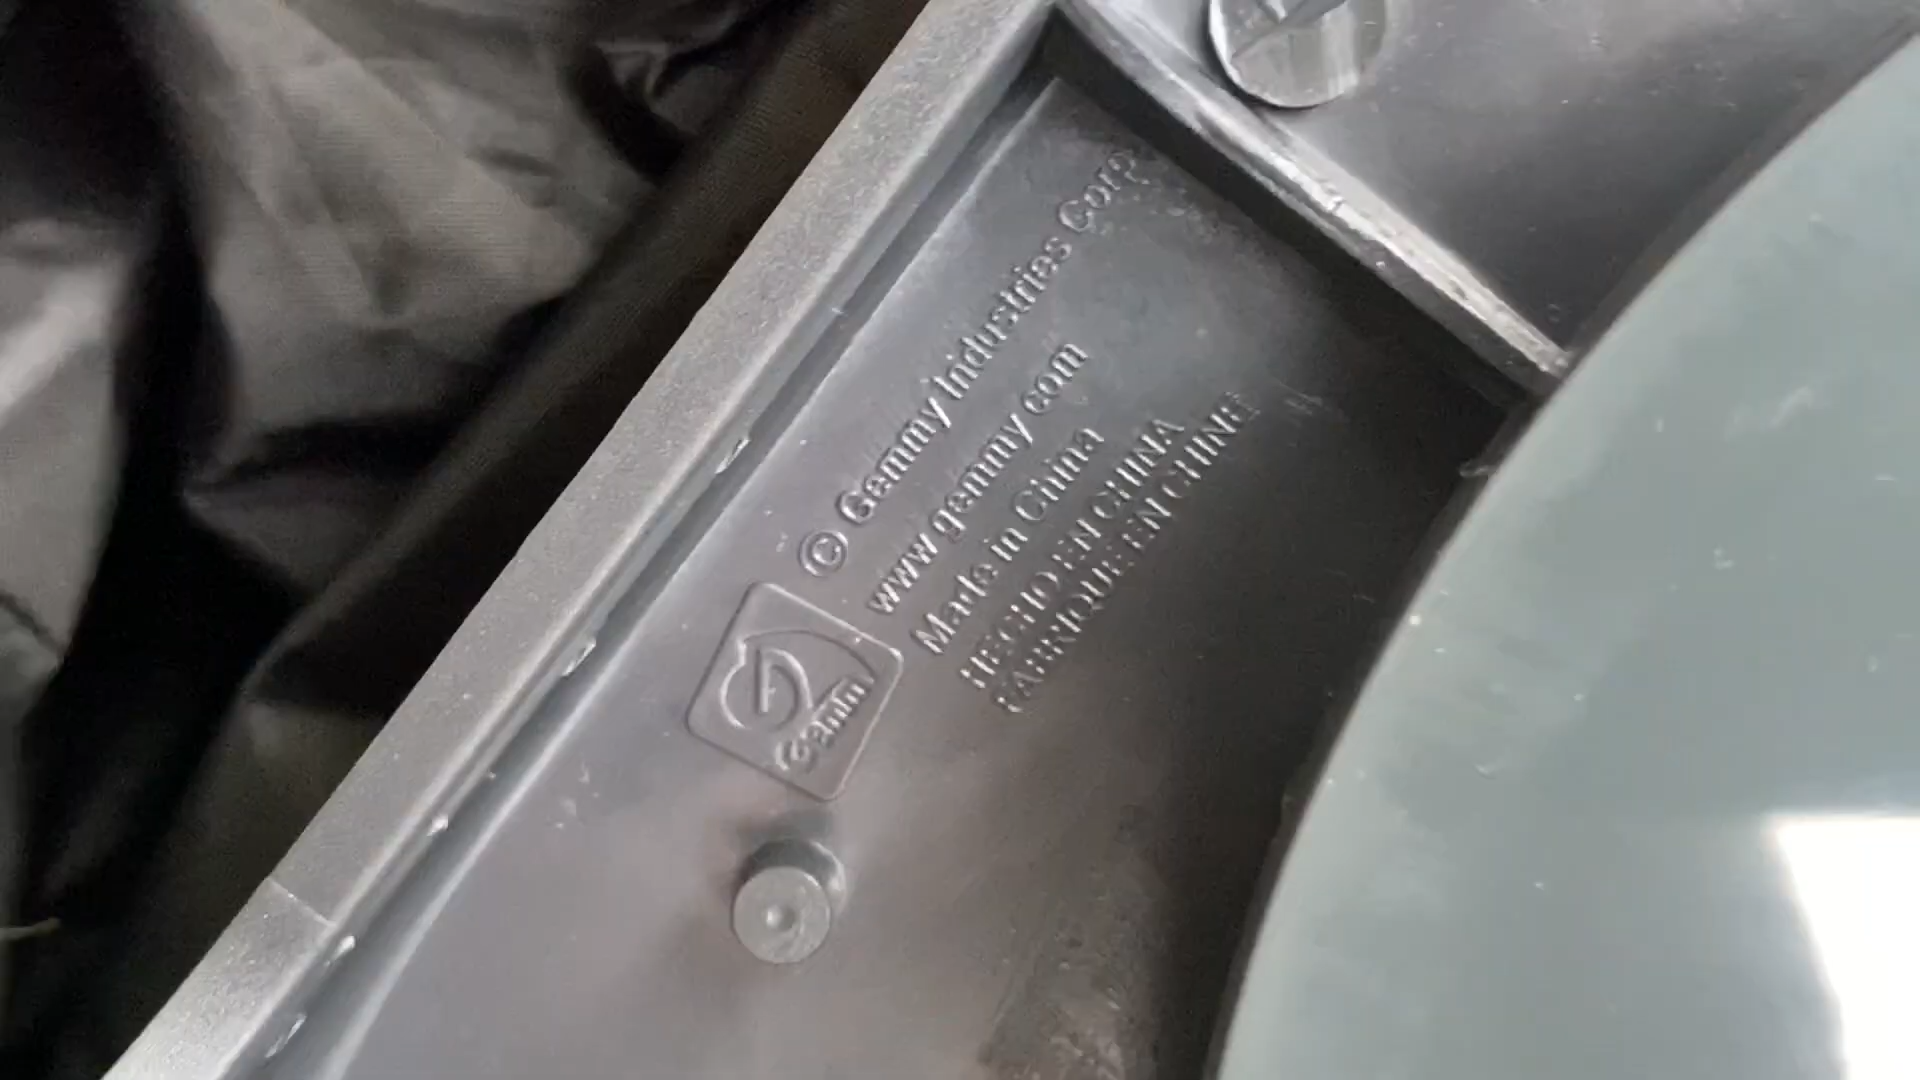 © Gemmy Industries Corp
www.gemmy.com
Made in China
HECHO EN CHINA
FABRIQUE EN CHINE
Gemmy